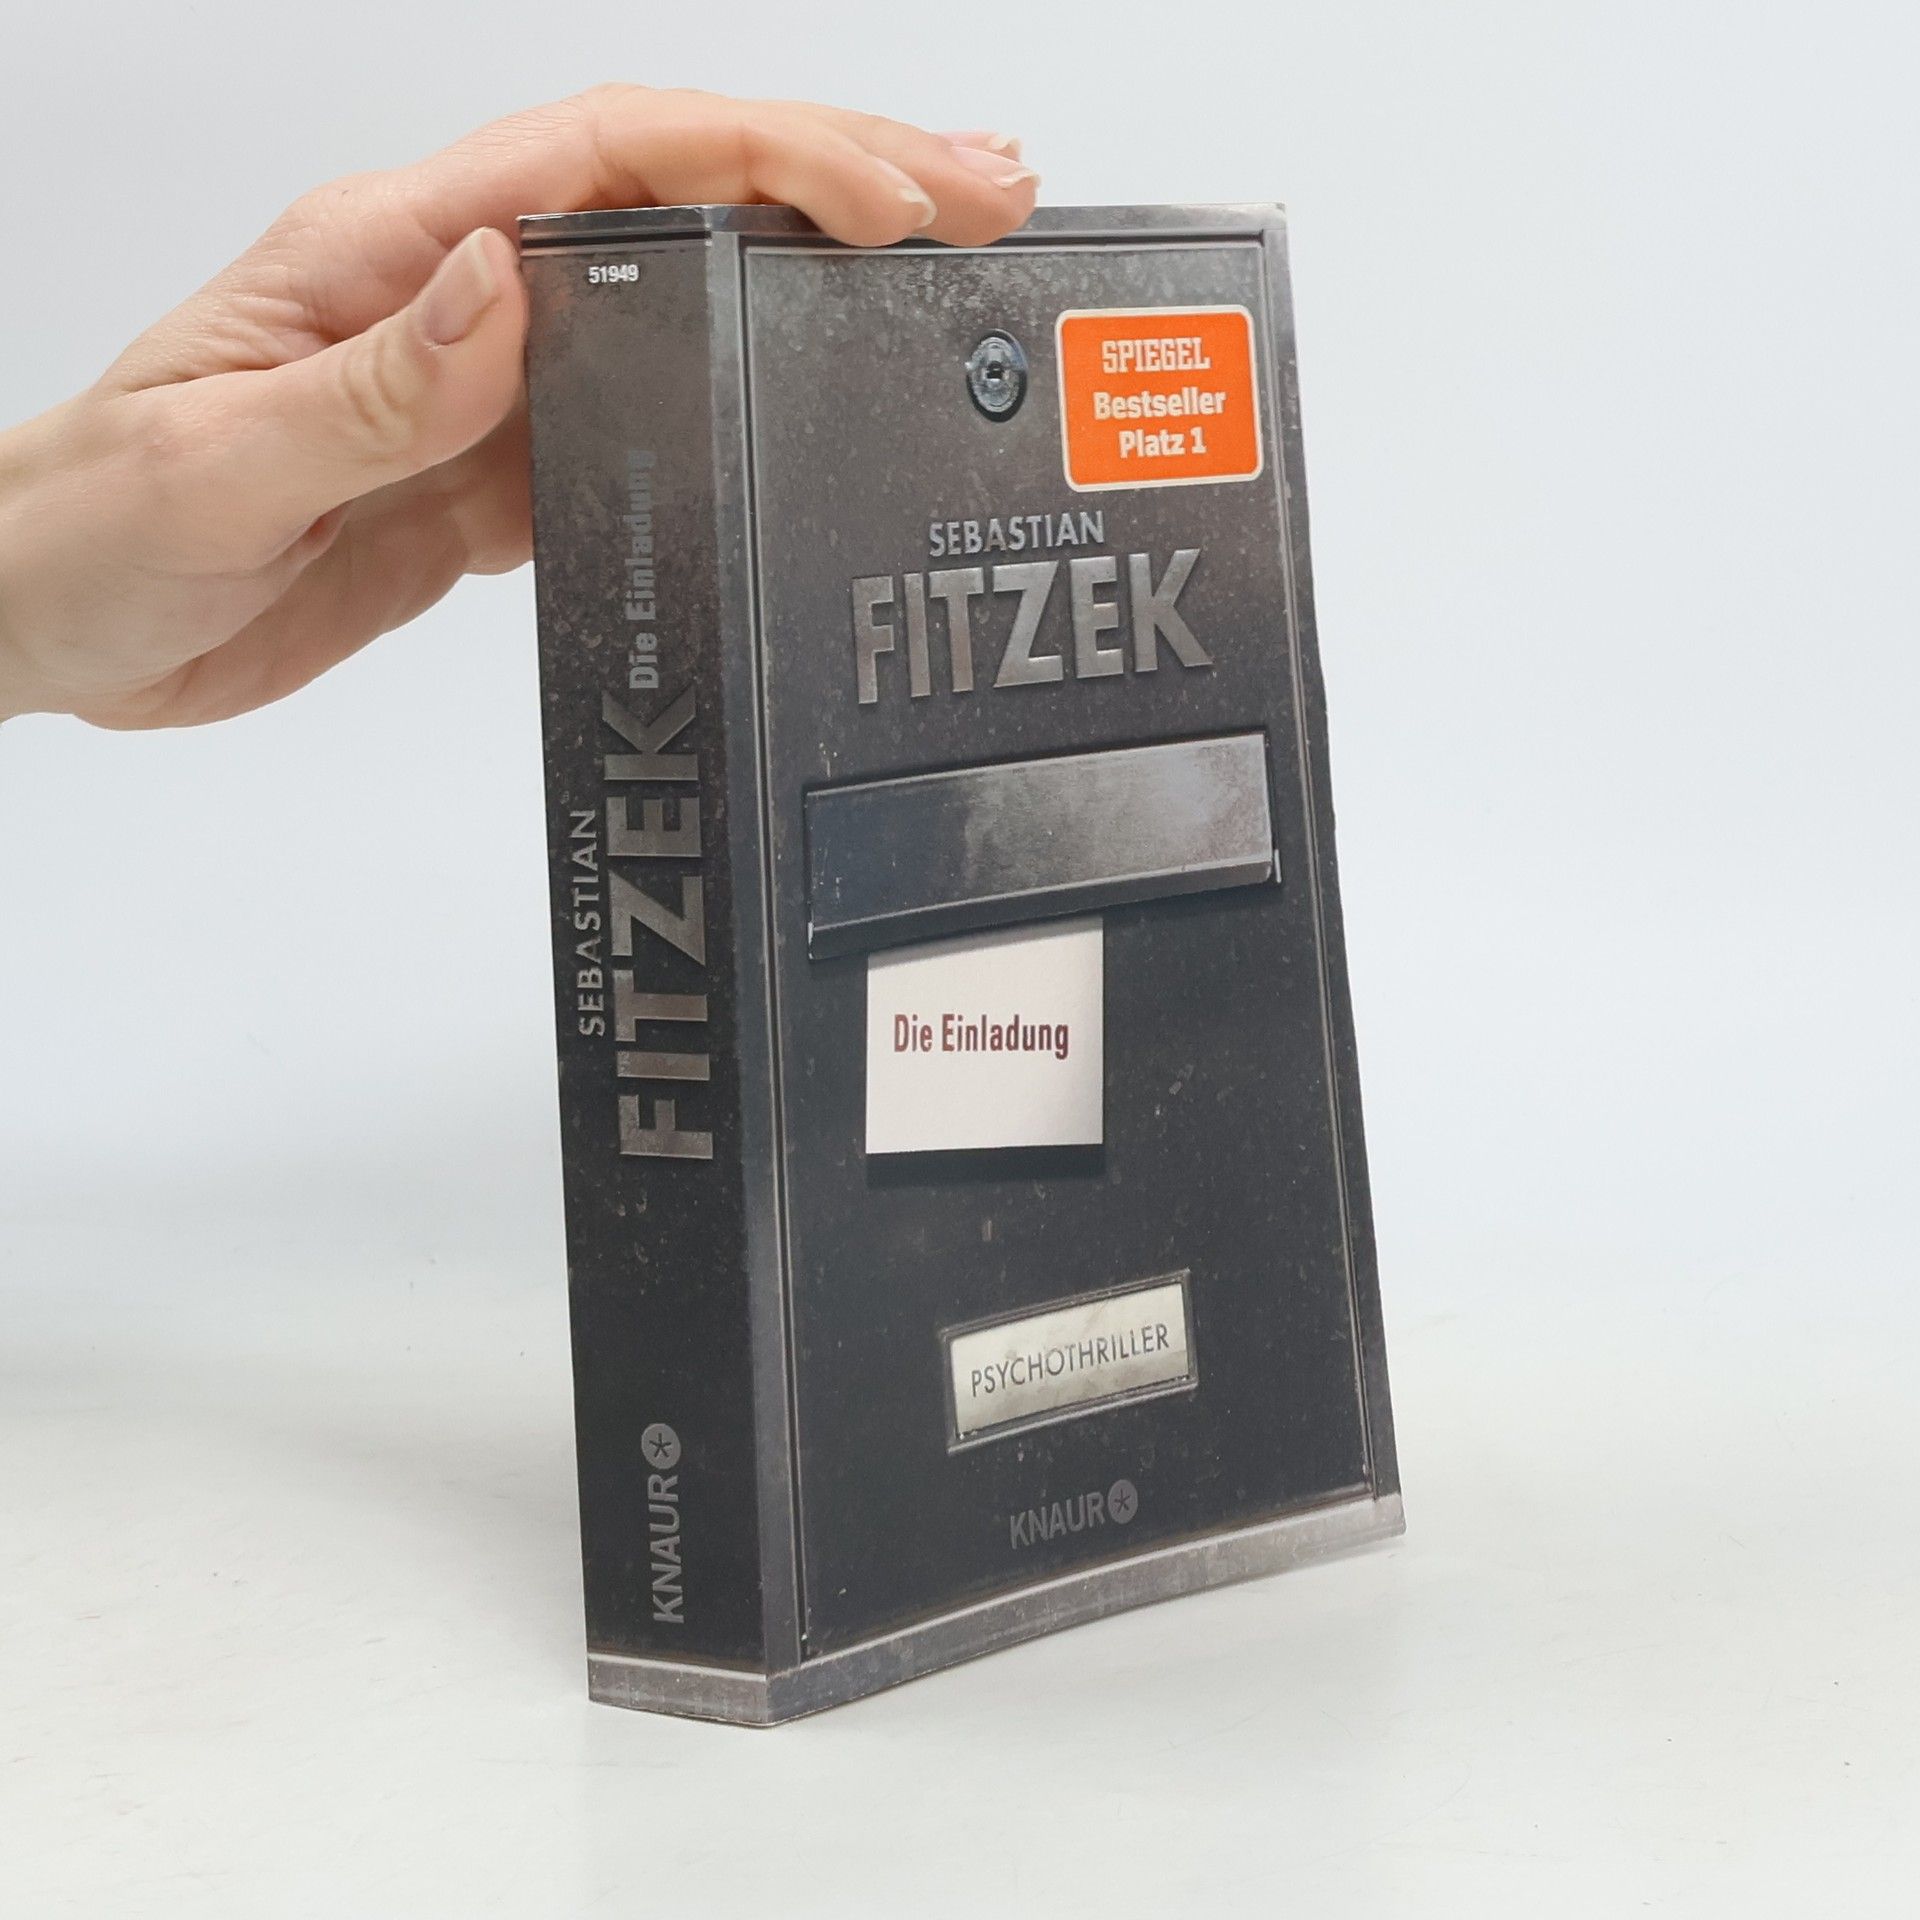 51949
SEBASTIAN
FITZEK
Die Einladung
KNAUR
SPIEGEL
Bestseller
Platz 1
SEBASTIAN
FITZEK
Die Einladung
PSYCHOTHRILLER
KNAUR